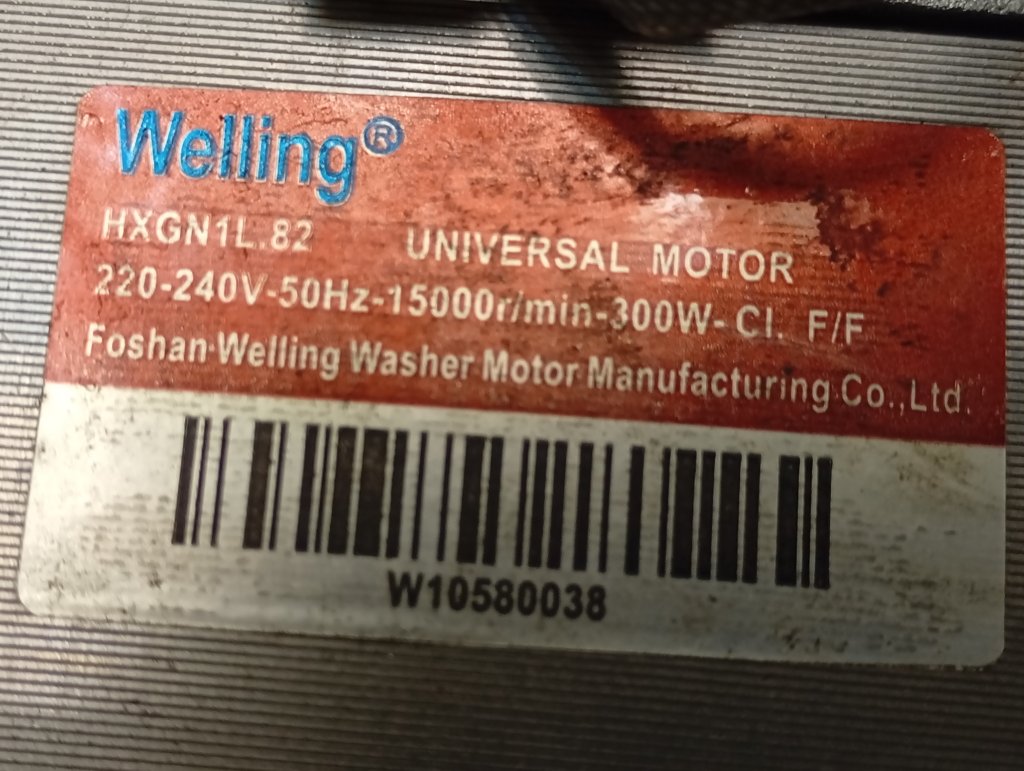 Welling®
HXGN1L.82 UNIVERSAL MOTOR
220-240V-50Hz-15000r/min-300W- Cl. F/F
Foshan Welling Washer Motor Manufacturing Co.,Ltd.
W10580038